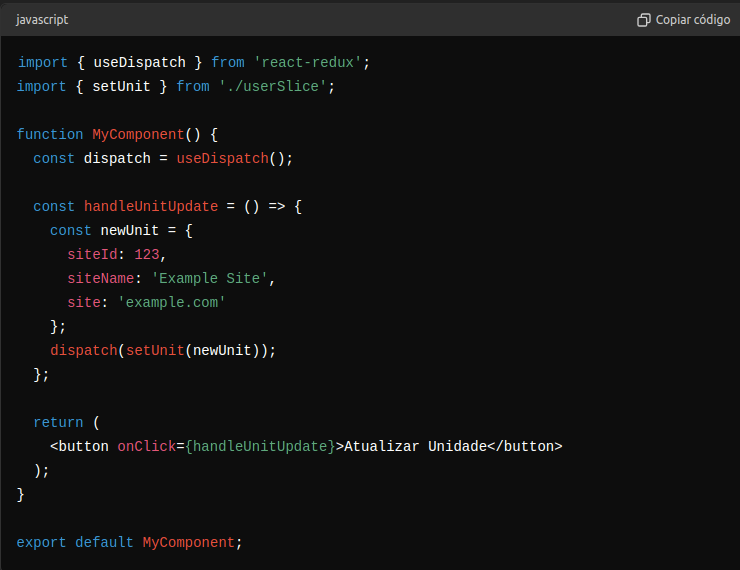 javascript
Copiar código
import { useDispatch } from 'react-redux';
import { setUnit } from './userSlice';
function MyComponent() {
const dispatch = useDispatch();
const handleUnitUpdate = () => {
const newUnit = {
siteId: 123,
siteName: 'Example Site',
site: 'example.com'
};
dispatch(setUnit(newUnit));
};
return (
<button onClick={handleUnitUpdate}>Atualizar Unidade</button>
);
}
export default MyComponent;